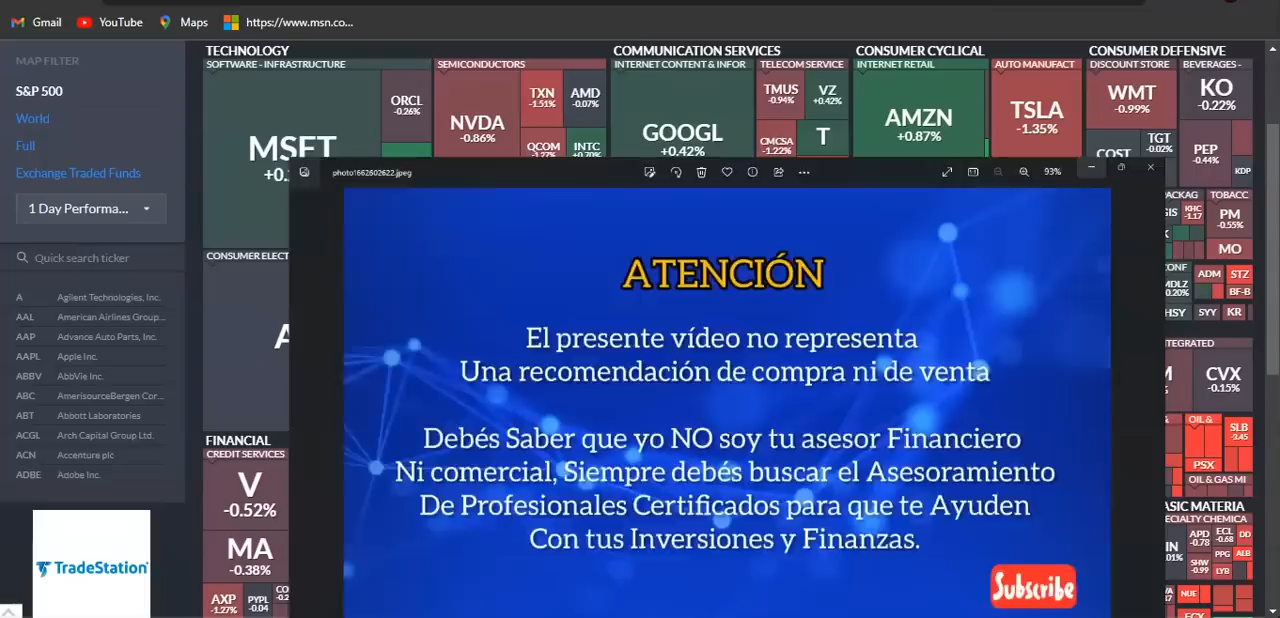 Gmail
YouTube
Maps
https://www.msn.co...
MAP FILTER
S&P 500
World
Full
Exchange Traded Funds
1 Day Performa...
Quick search ticker
A Agilent Technologies, Inc.
AAL American Airlines Group...
AAP Advance Auto Parts, Inc.
AAPL Apple Inc.
ABBV AbbVie Inc.
ABC AmerisourceBergen Cor...
ABT Abbott Laboratories
ACGL Arch Capital Group Ltd.
ACN Accenture plc
ADBE Adobe Inc.
TradeStation
TECHNOLOGY
SOFTWARE - INFRASTRUCTURE
MSFT
ORCL
-0.26%
SEMICONDUCTORS
NVDA
-0.86%
TXN
-1.51%
AMD
-0.07%
QCOM
-1.27%
INTC
+0.70%
COMMUNICATION SERVICES
INTERNET CONTENT & INFOR
GOOGL
+0.42%
TELECOM SERVICE
TMUS
-0.94%
VZ
+0.42%
CMCSA
-1.22%
T
CONSUMER CYCLICAL
INTERNET RETAIL
AMZN
+0.87%
AUTO MANUFACT
TSLA
-1.35%
CONSUMER DEFENSIVE
DISCOUNT STORE
WMT
-0.99%
COST
TGT
-0.02%
BEVERAGES -
KO
-0.22%
PEP
-0.44%
KDP
CONSUMER ELECT
FINANCIAL
CREDIT SERVICES
V
-0.52%
MA
-0.38%
AXP
-1.27%
PYPL
-0.04
photo1662602622.jpeg
93%
ATENCIÓN
El presente vídeo no representa
Una recomendación de compra ni de venta
Debés Saber que yo NO soy tu asesor Financiero
Ni comercial, Siempre debés buscar el Asesoramiento
De Profesionales Certificados para que te Ayuden
Con tus Inversiones y Finanzas.
Subscribe
KHC
-1.17
TOBACC
PM
-0.55%
MO
ADM
STZ
BF-B
SYY
KR
CVX
-0.15%
OIL &
SLB
-3.45
PSX
OIL & GAS MI
APD
-0.78
ECL
-0.68
DD
PPG
ALB
SHW
-0.99
LYB
NUE